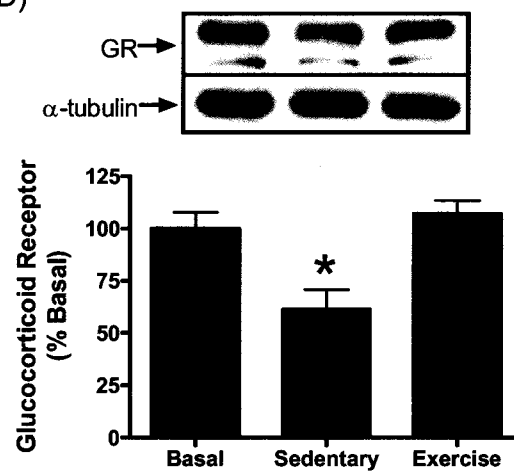 D)
GR
α-tubulin
125
100
75
50
25
0
Glucocorticoid Receptor
(% Basal)
*
Basal Sedentary Exercise